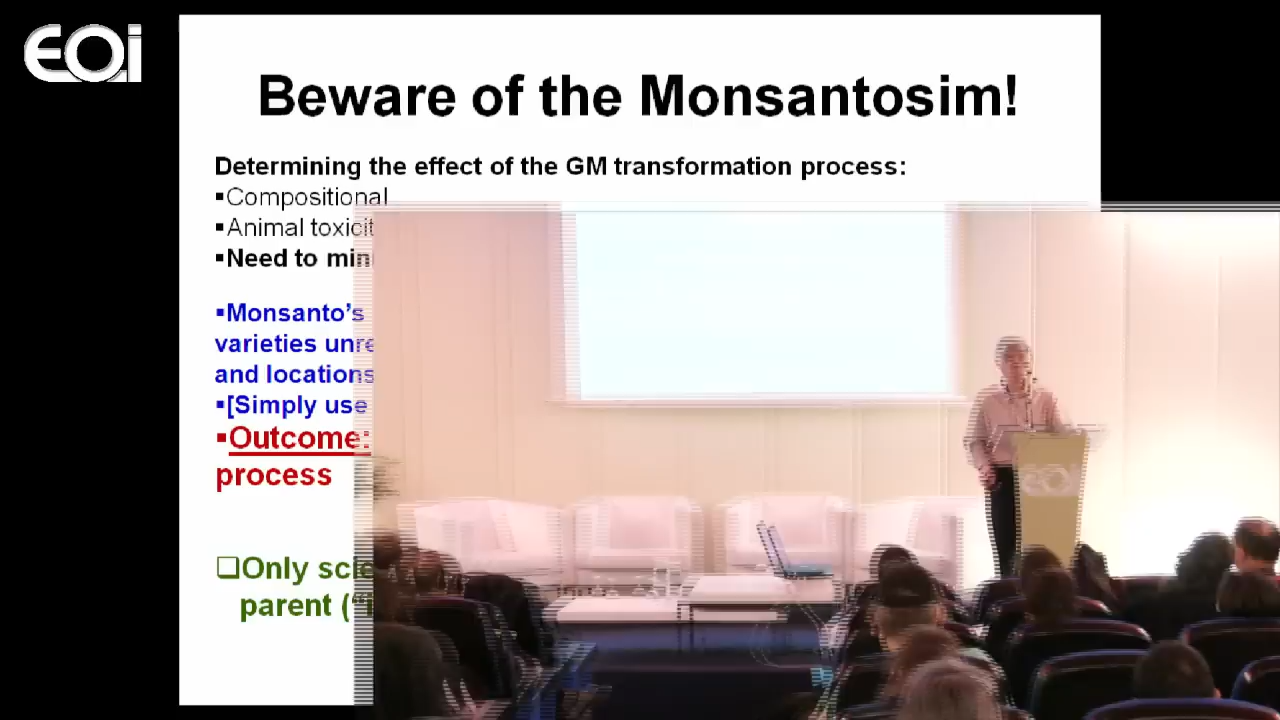 EOi
Beware of the Monsantosim!
Determining the effect of the GM transformation process:
▪Compositional
▪Animal toxicit
▪Need to min
▪Monsanto’s
varieties unre
and locations
▪[Simply use
▪Outcome:
process
❑Only scie
parent (“
EOI